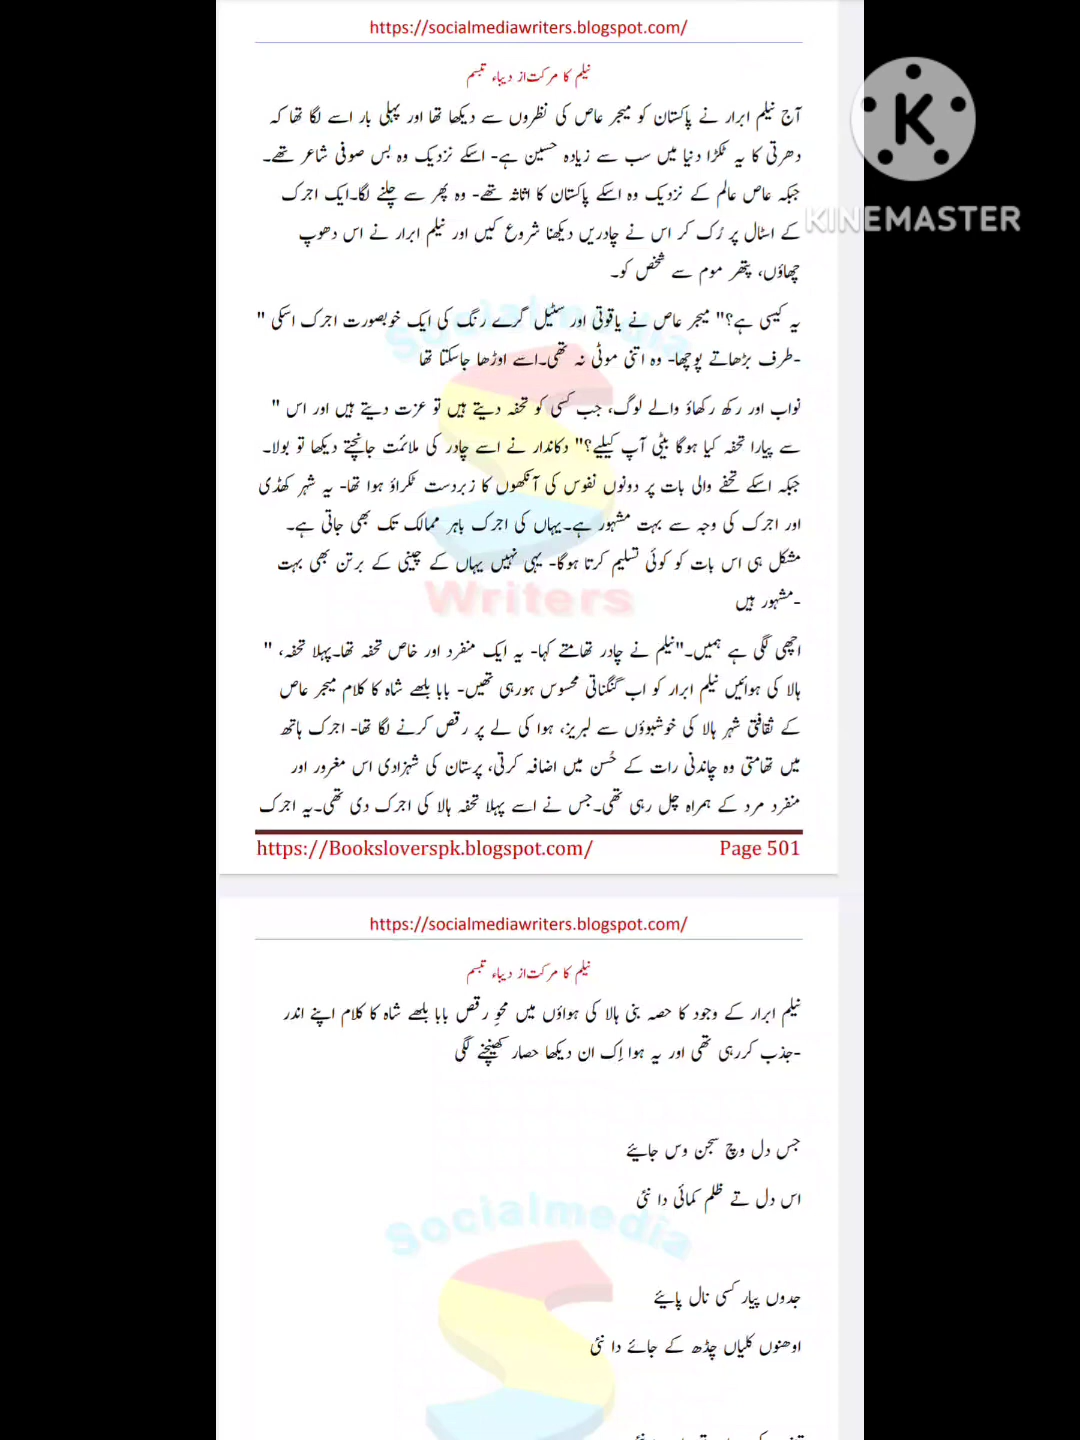 https://socialmediawriters.blogspot.com/
نیلم کا مرکت از دیباء تبسم
آج نیلم ابرار نے پاکستان کو میجر عاص کی نظروں سے دیکھا تھا اور پہلی بار اسے لگا تھا کہ
دھرتی کا یہ ٹکڑا دنیا میں سب سے زیادہ حسین ہے- اسکے نزدیک وہ بس صوفی شاعر تھے۔
جبکہ عاص عالم کے نزدیک وہ اسکے پاکستان کا اثاثہ تھے- وہ پھر سے چلنے لگا۔ایک اجرک
کے اسٹال پر رُک کر اس نے چادریں دیکھنا شروع کیں اور نیلم ابرار نے اس دھوپ
چھاؤں، پتھر موم سے شخص کو۔
یہ کیسی ہے؟" میجر عاص نے یاقوتی اور سٹیل گرے رنگ کی ایک خوبصورت اجرک اسکی "
-طرف بڑھاتے پوچھا- وہ اتنی موٹی نہ تھی۔اسے اوڑھا جاسکتا تھا
نواب اور رکھ رکھاؤ والے لوگ، جب کسی کو تحفہ دیتے ہیں تو عزت دیتے ہیں اور اس "
سے پیارا تحفہ کیا ہوگا بیٹی آپ کیلیے؟" دکاندار نے اسے چادر کی ملائمت جانچتے دیکھا تو بولا۔
جبکہ اسکے تحفے والی بات پر دونوں نفوس کی آنکھوں کا زبردست ٹکراؤ ہوا تھا- یہ شہر کھڈی
اور اجرک کی وجہ سے بہت مشہور ہے۔یہاں کی اجرک باہر ممالک تک بھی جاتی ہے۔
مشکل ہی اس بات کو کوئی تسلیم کرتا ہوگا- یہی نہیں یہاں کے چینی کے برتن بھی بہت
-مشہور ہیں
اچھی لگی ہے ہمیں۔"نیلم نے چادر تھامتے کہا- یہ ایک منفرد اور خاص تحفہ تھا۔پہلا تحفہ، "
ہالا کی ہوائیں نیلم ابرار کو اب گنگناتی محسوس ہورہی تھیں- بابا بلھے شاہ کا کلام میجر عاص
کے ثقافتی شہر ہالا کی خوشبوؤں سے لبریز، ہوا کی لے پر رقص کرنے لگا تھا- اجرک ہاتھ
میں تھامتی وہ چاندنی رات کے حُسن میں اضافہ کرتی، پرستان کی شہزادی اس مغرور اور
منفرد مرد کے ہمراہ چل رہی تھی۔جس نے اسے پہلا تحفہ ہالا کی اجرک دی تھی۔یہ اجرک
https://Booksloverspk.blogspot.com/ Page 501
https://socialmediawriters.blogspot.com/
نیلم کا مرکت از دیباء تبسم
نیلم ابرار کے وجود کا حصہ بنی ہالا کی ہواؤں میں محوِ رقص بابا بلھے شاہ کا کلام اپنے اندر
-جذب کررہی تھی اور یہ ہوا اِک ان دیکھا حصار کھینچنے لگی
جس دل وچ سجن وس جایئے
اس دل تے ظلم کمائی دا نئی
Socialmedia
جدوں پیار کسی نال پایئے
اوھنوں کلیاں چڈھ کے جائے دا نئی
KINEMASTER
Socialmedia
Writers